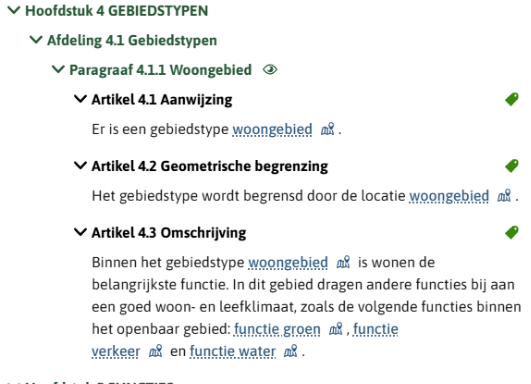 Hoofdstuk 4 GEBIEDSTYPEN
Afdeling 4.1 Gebiedstypen
Paragraaf 4.1.1 Woongebied
Artikel 4.1 Aanwijzing
Er is een gebiedstype woongebied .
Artikel 4.2 Geometrische begrenzing
Het gebiedstype wordt begrensd door de locatie woongebied .
Artikel 4.3 Omschrijving
Binnen het gebiedstype woongebied is wonen de
belangrijkste functie. In dit gebied dragen andere functies bij aan
een goed woon- en leefklimaat, zoals de volgende functies binnen
het openbaar gebied: functie groen , functie
verkeer en functie water .